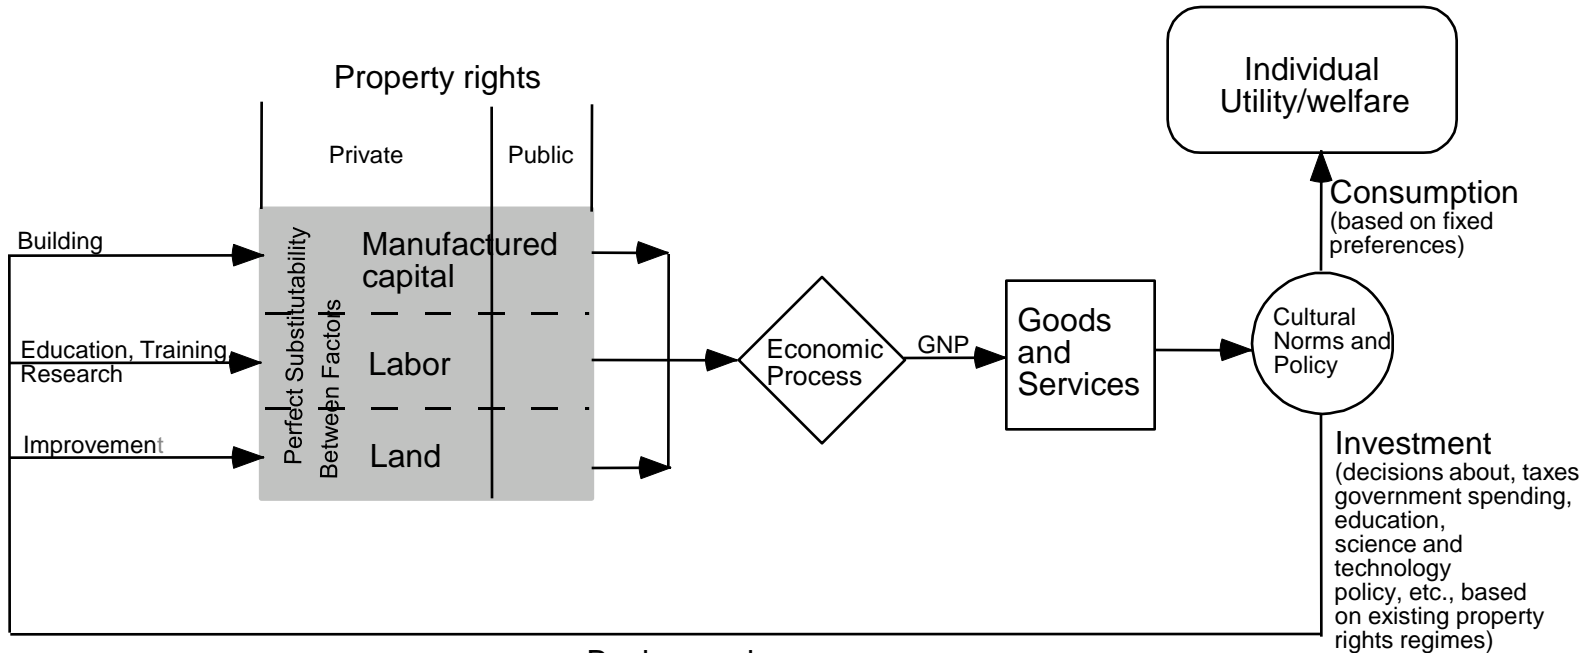 Property rights
Private
Public
Individual
Utility/welfare
Consumption
(based on fixed
preferences)
Building
Education, Training,
Research
Improvement
Perfect Substitutability
Between Factors
Manufactured
capital
Labor
Land
Economic
Process
GNP
Goods
and
Services
Cultural
Norms and
Policy
Investment
(decisions about, taxes
government spending,
education,
science and
technology
policy, etc., based
on existing property
rights regimes)